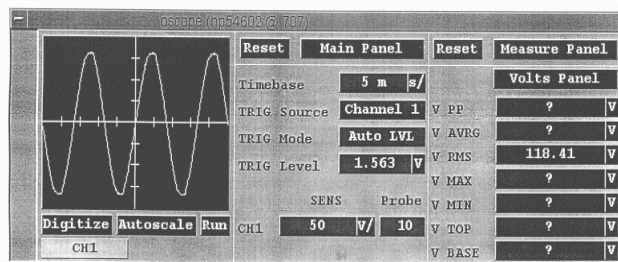 oscope (hp54602 @ 707)
Reset Main Panel Reset Measure Panel
Timebase 5 m s/ Volts Panel
TRIG Source Channel 1 V PP ? V
TRIG Mode Auto LVL V AVRG ? V
TRIG Level 1.563 V V RMS 118.41 V
V MAX ? V
SENS Probe V MIN ? V
Digitize Autoscale Run CH1 50 V/ 10 V TOP ? V
CH1 V BASE ? V